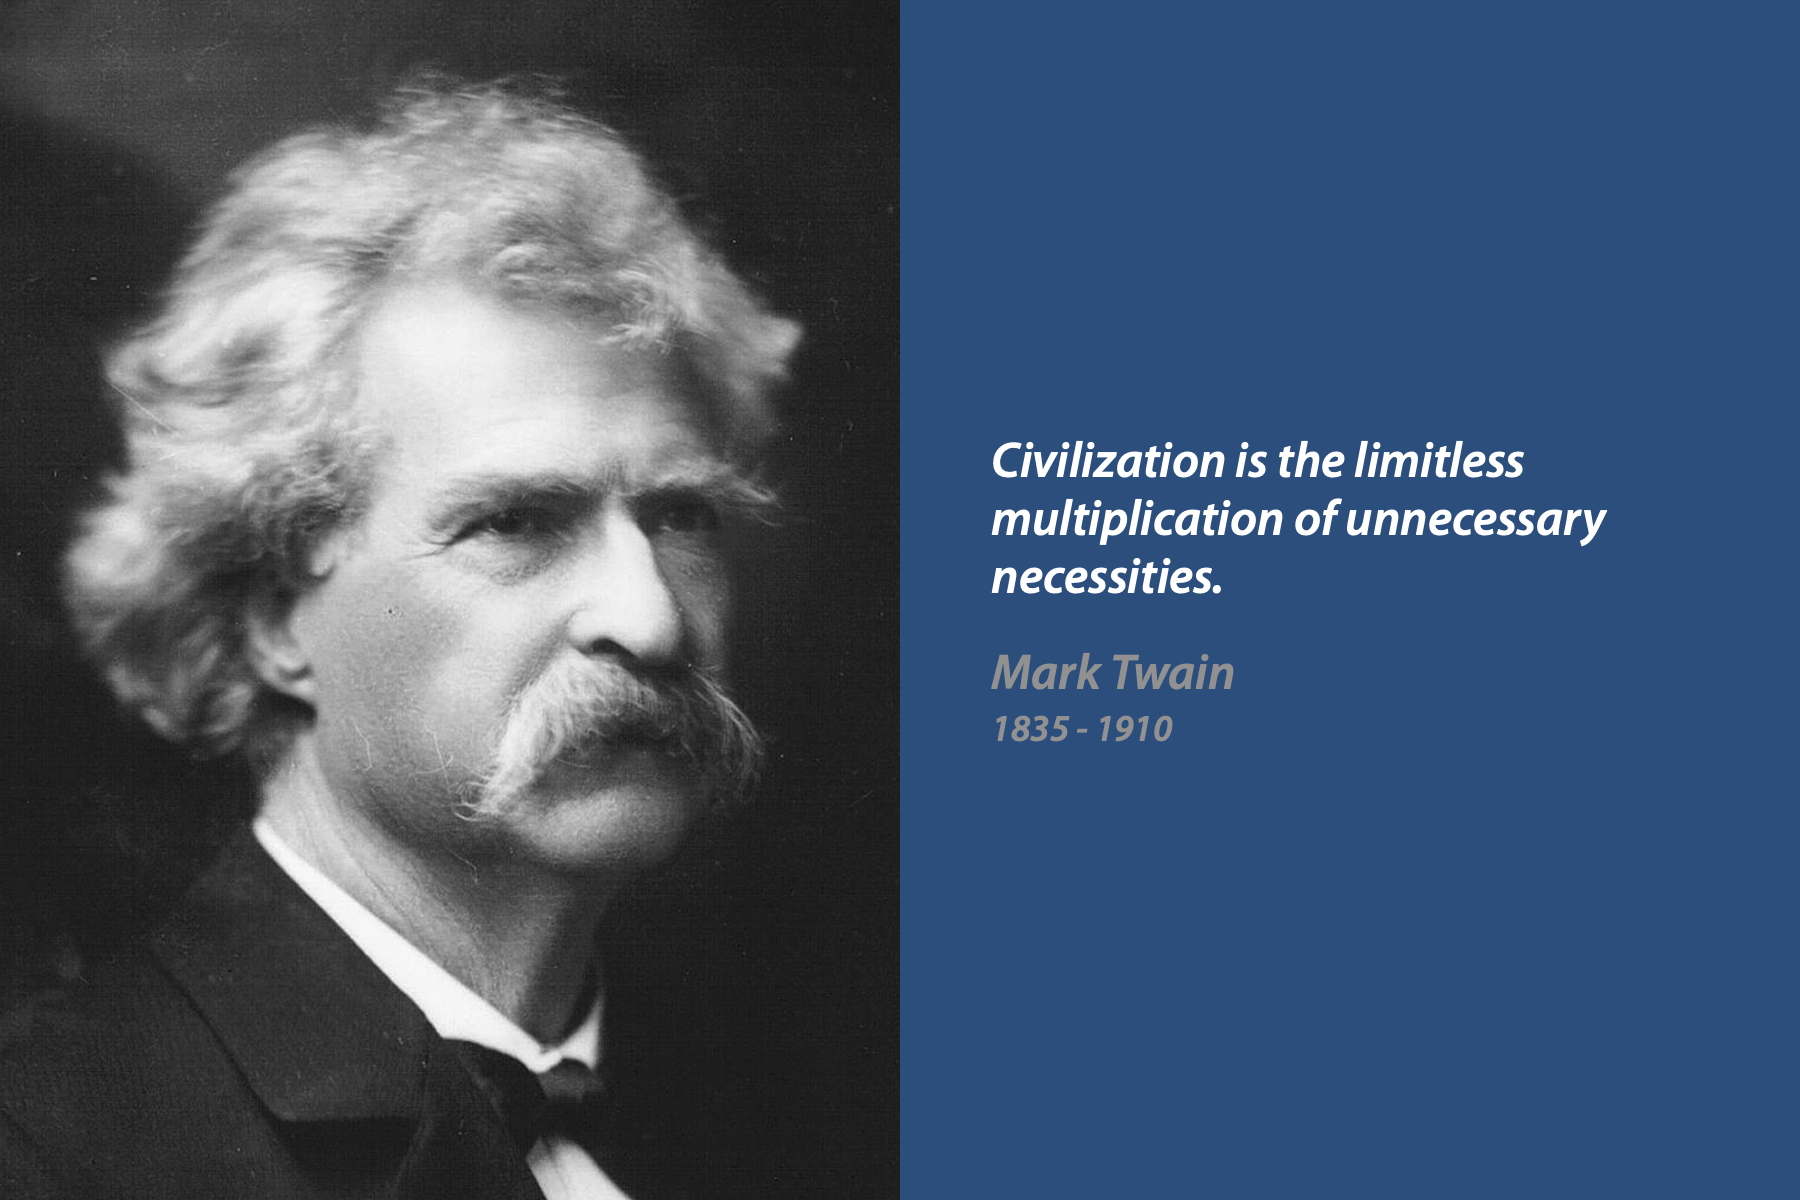 Civilization is the limitless
multiplication of unnecessary
necessities.
Mark Twain
1835 - 1910